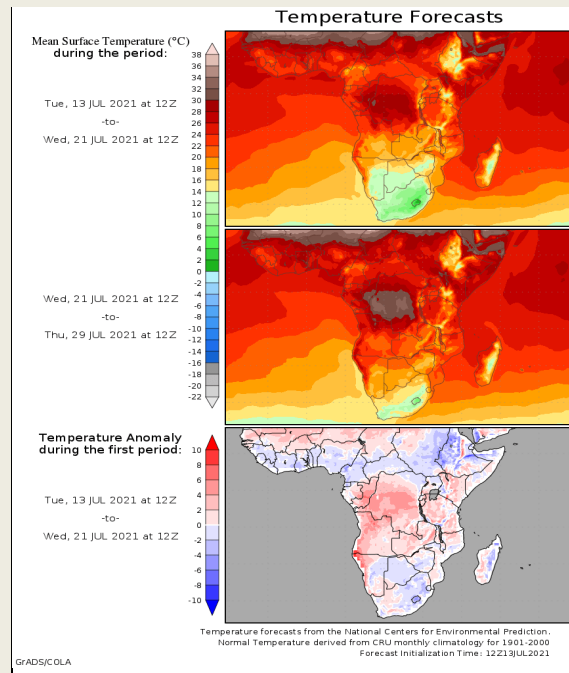 Temperature Forecasts
Mean Surface Temperature (°C)
during the period:
38
36
34
32
30
28
26
24
22
20
18
16
14
12
10
8
6
4
2
0
-2
-4
-6
-8
-10
-12
-14
-16
-18
-20
-22
Tue, 13 JUL 2021 at 12Z
-to-
Wed, 21 JUL 2021 at 12Z
Wed, 21 JUL 2021 at 12Z
-to-
Thu, 29 JUL 2021 at 12Z
Temperature Anomaly
during the first period:
10
8
6
4
2
0
-2
-4
-6
-8
-10
Tue, 13 JUL 2021 at 12Z
-to-
Wed, 21 JUL 2021 at 12Z
Temperature forecasts from the National Centers for Environmental Prediction.
Normal Temperature derived from CRU monthly climatology for 1901-2000
Forecast Initialization Time: 12Z13JUL2021
GrADS/COLA